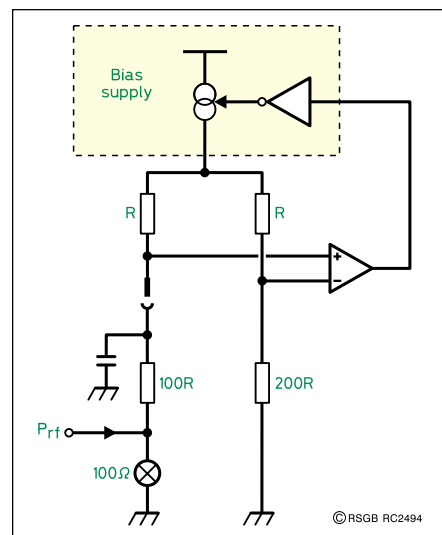 Bias
supply
R
R
+
−
100R
200R
Prf
100Ω
© RSGB RC2494